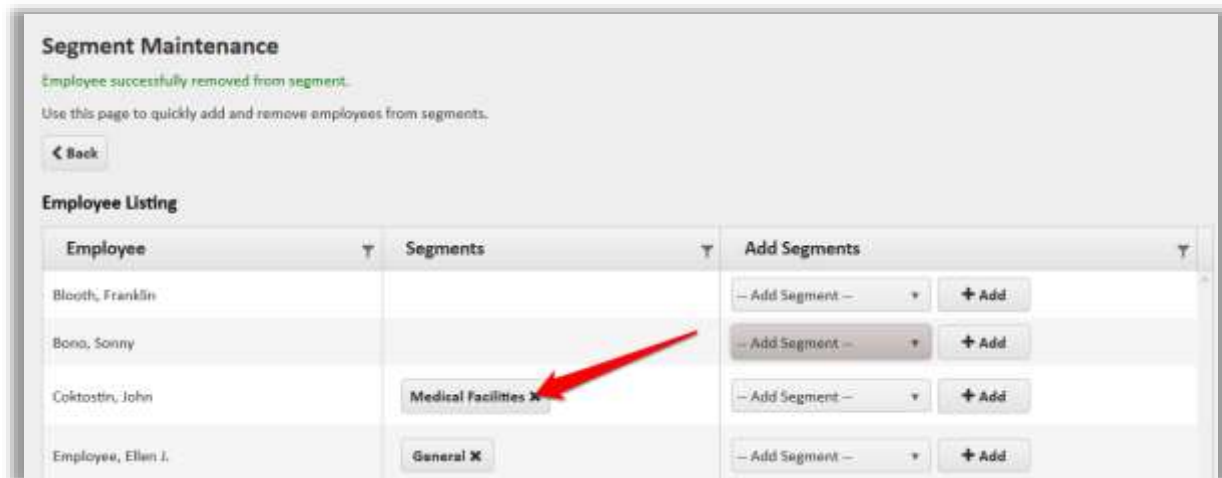 Segment Maintenance
Employee successfully removed from segment.
Use this page to quickly add and remove employees from segments.
Back
Employee Listing
Employee Segments Add Segments
Blooth, Franklin -- Add Segment -- + Add
Bono, Sonny -- Add Segment -- + Add
Coktostin, John Medical Facilities ✖ -- Add Segment -- + Add
Employee, Ellen J. General ✖ -- Add Segment -- + Add